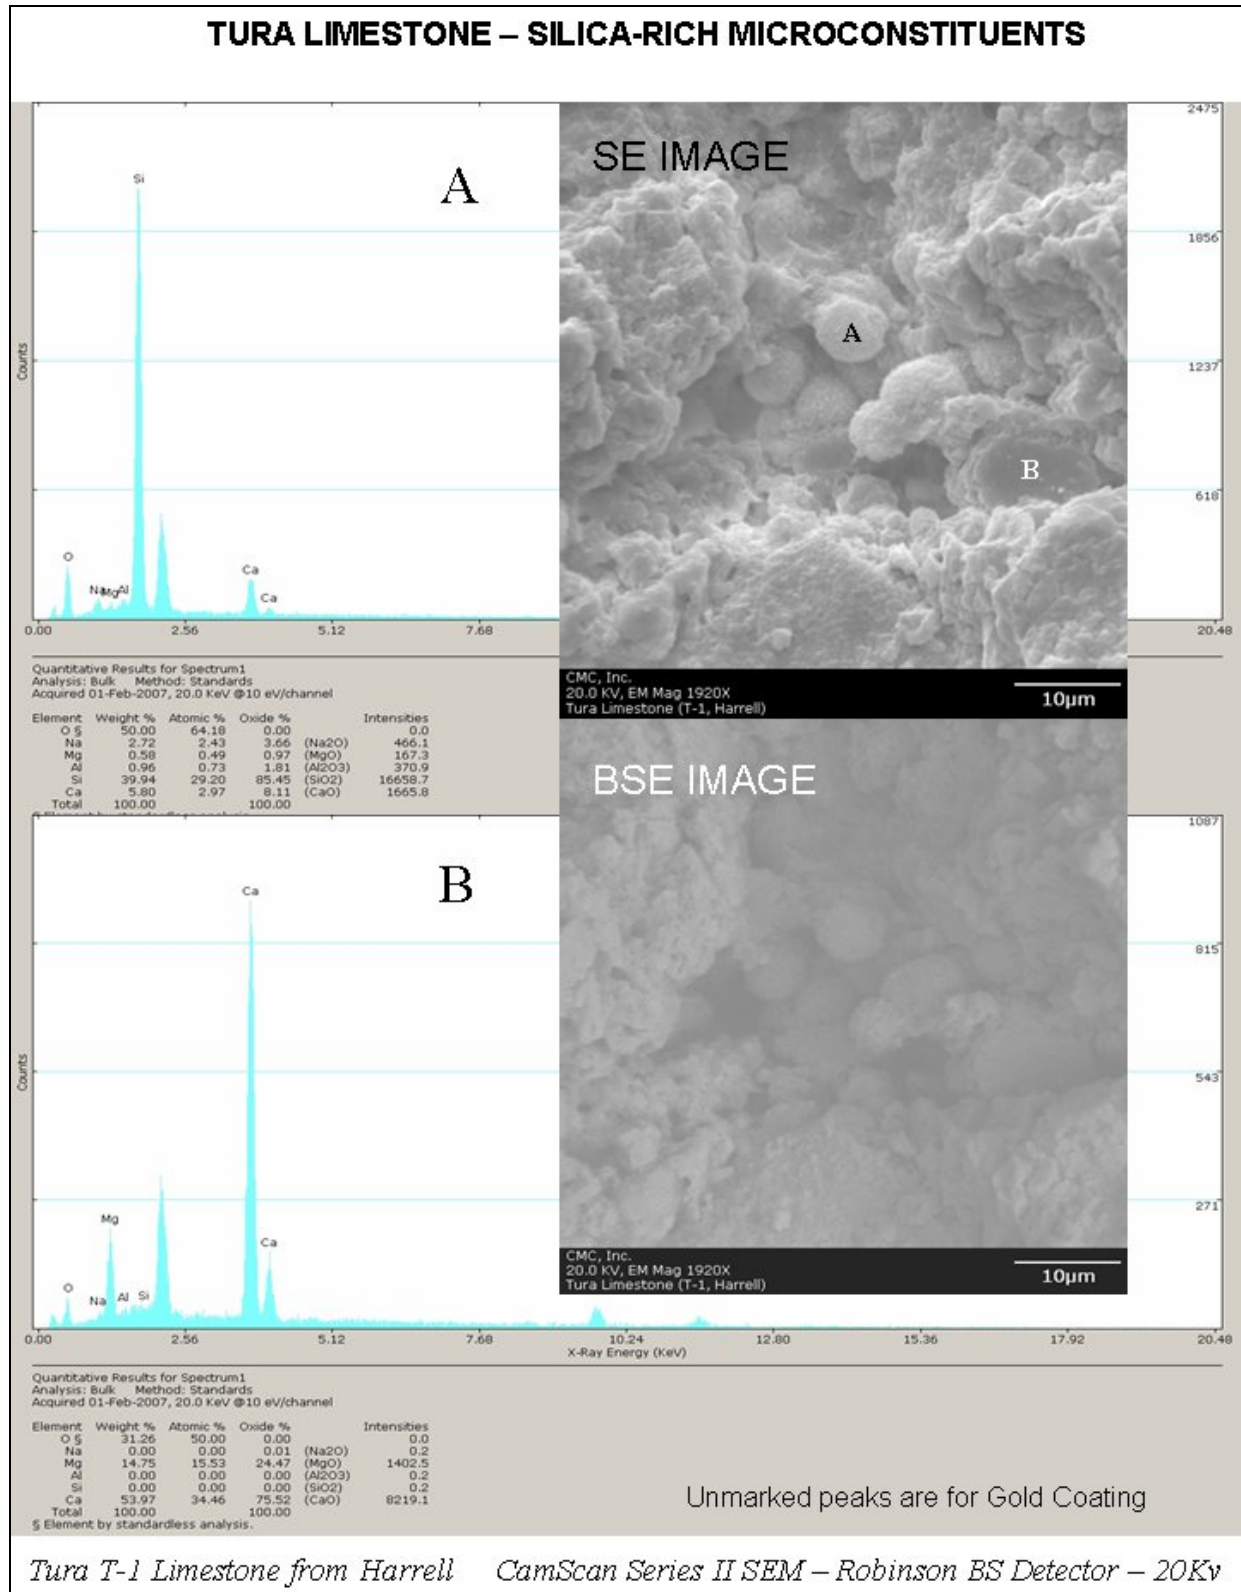 TURA LIMESTONE – SILICA-RICH MICROCONSTITUENTS
A
Si
O
Na
Mg
Al
Ca
Ca
Counts
2475
1856
1237
618
0.00 2.56 5.12 7.68 20.48
SE IMAGE
A
B
CMC, Inc.
20.0 KV, EM Mag 1920X
Tura Limestone (T-1, Harrell)
10µm
Quantitative Results for Spectrum1
Analysis: Bulk Method: Standards
Acquired 01-Feb-2007, 20.0 KeV @10 eV/channel
Element Weight % Atomic % Oxide % Intensities
O § 50.00 64.18 0.00 0.0
Na 2.72 2.43 3.66 (Na2O) 466.1
Mg 0.58 0.49 0.97 (MgO) 167.3
Al 0.96 0.73 1.81 (Al2O3) 370.9
Si 39.94 29.20 85.45 (SiO2) 16658.7
Ca 5.80 2.97 8.11 (CaO) 1665.8
Total 100.00 100.00
BSE IMAGE
CMC, Inc.
20.0 KV, EM Mag 1920X
Tura Limestone (T-1, Harrell)
10µm
B
Ca
Mg
Ca
O
Na
Al
Si
Counts
1087
815
543
271
0.00 2.56 5.12 7.68 10.24 12.80 15.36 17.92 20.48
X-Ray Energy (KeV)
Quantitative Results for Spectrum1
Analysis: Bulk Method: Standards
Acquired 01-Feb-2007, 20.0 KeV @10 eV/channel
Element Weight % Atomic % Oxide % Intensities
O § 31.26 50.00 0.00 0.0
Na 0.00 0.00 0.01 (Na2O) 0.2
Mg 14.75 15.53 24.47 (MgO) 1402.5
Al 0.00 0.00 0.00 (Al2O3) 0.2
Si 0.00 0.00 0.00 (SiO2) 0.2
Ca 53.97 34.46 75.52 (CaO) 8219.1
Total 100.00 100.00
§ Element by standardless analysis.
Unmarked peaks are for Gold Coating
Tura T-1 Limestone from Harrell CamScan Series II SEM – Robinson BS Detector – 20Kv